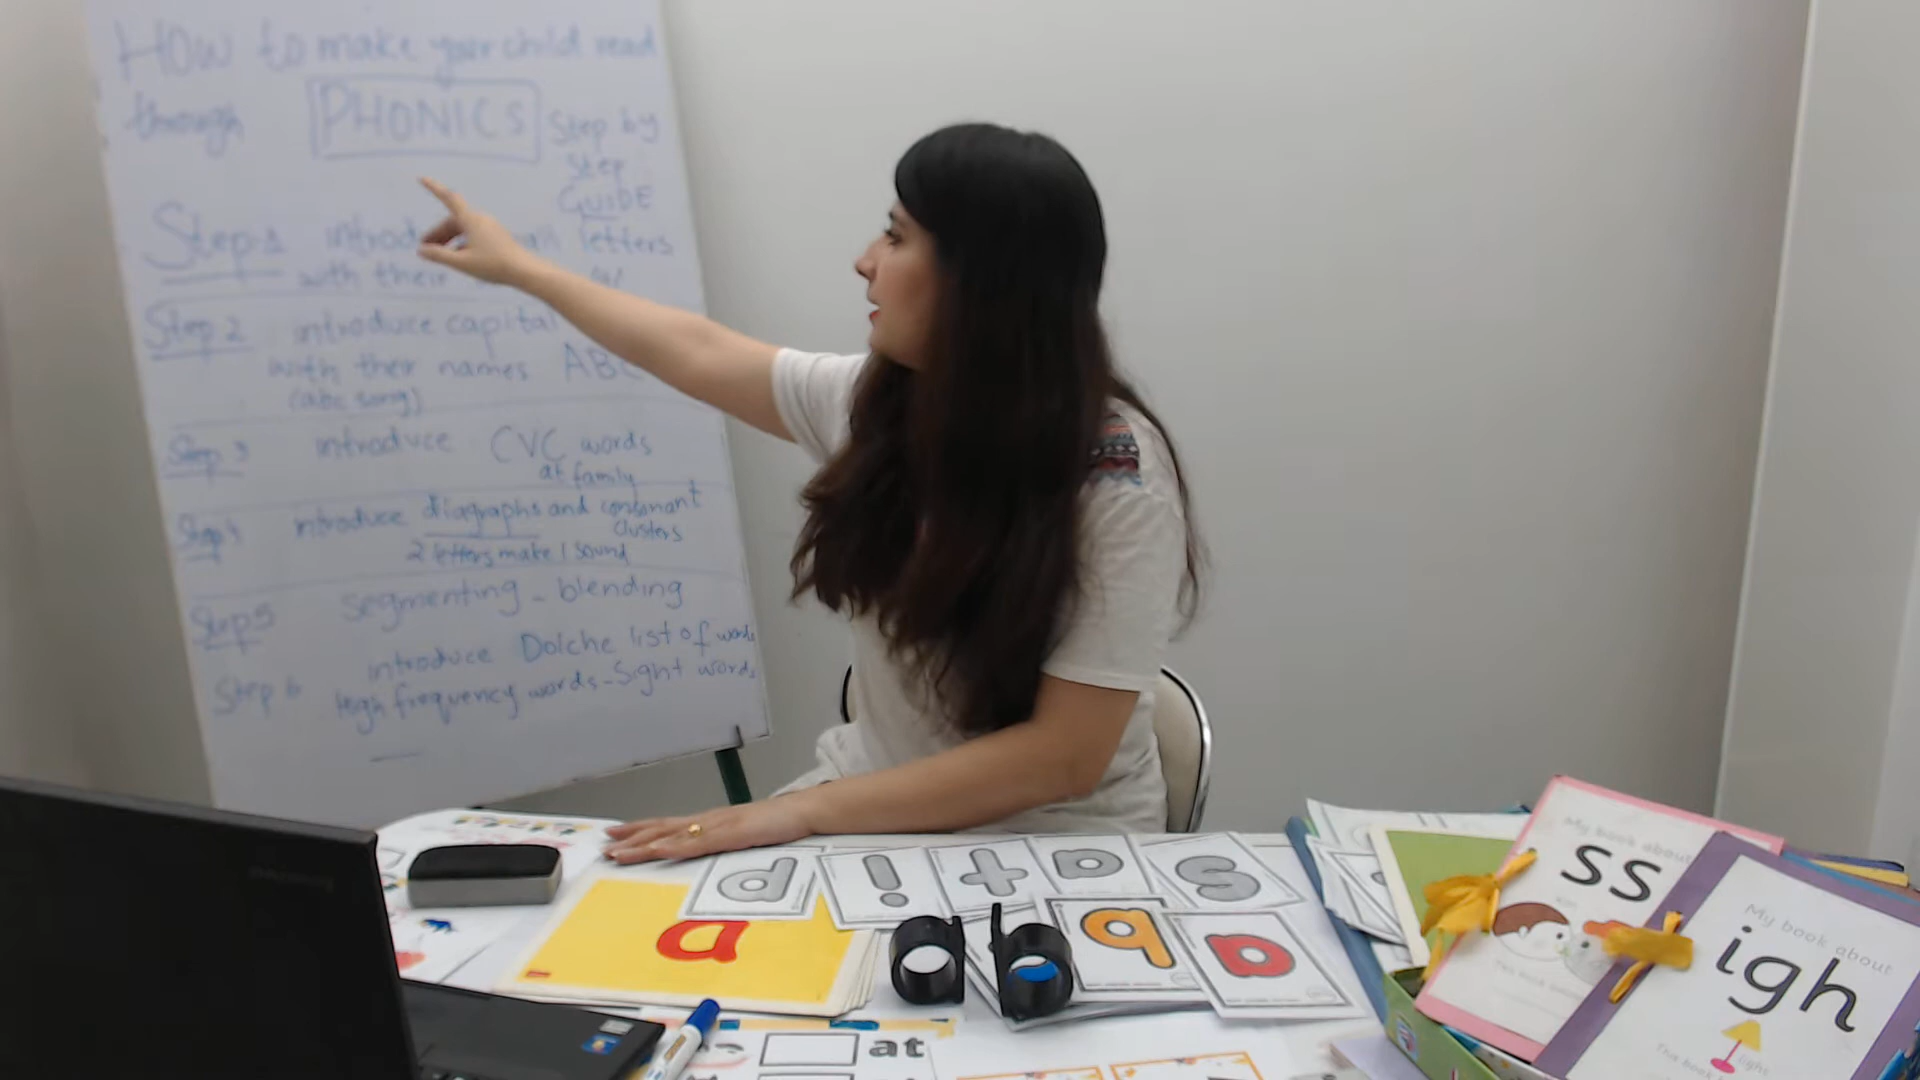 How to make your child read
through PHONICS Step by
Step
GUIDE
Step 1 letters
with their
Step 2 introduce capital
with their names ABC
(abc song)
Step 3 introduce CVC words
at family
Step 4 introduce diagraphs and consonant
clusters
2 letters make 1 sound
Step 5 segmenting - blending
Step 6 introduce Dolche list of words
High frequency words - Sight words
p i t a s
a
b a
at
My book about
ss
My book about
igh
light